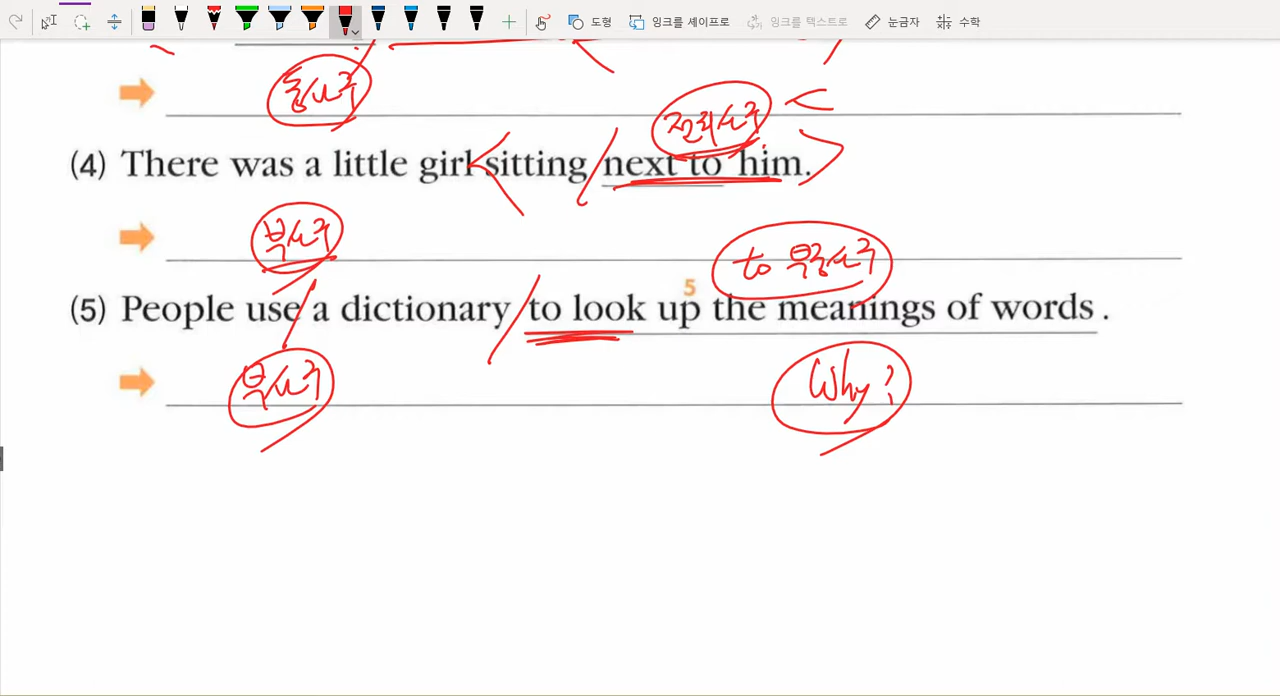 도형 잉크를 셰이프로 잉크를 텍스트로 눈금자 수학
동사구
전치사구
(4) There was a little girl sitting next to him.
부사구
to 부정사구
5
(5) People use a dictionary to look up the meanings of words .
부사구
Why?